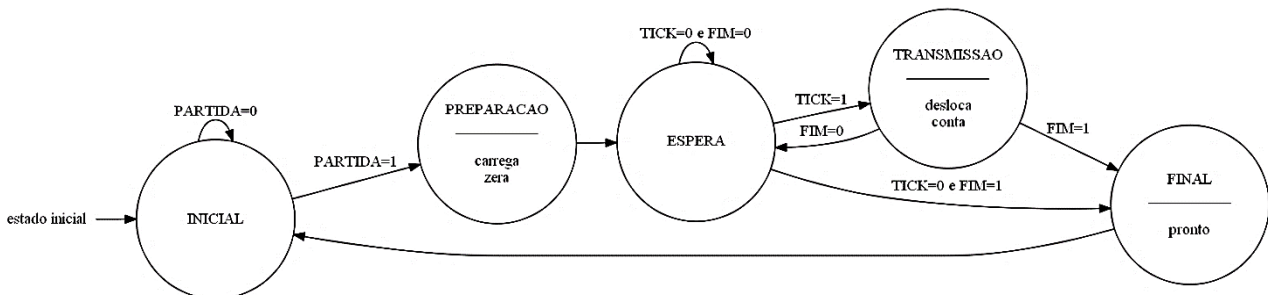 TICK=0 e FIM=0
TRANSMISSAO
desloca
conta
PARTIDA=0
PREPARACAO
carrega
zera
TICK=1
FIM=0
ESPERA
FIM=1
PARTIDA=1
TICK=0 e FIM=1
FINAL
pronto
estado inicial
INICIAL